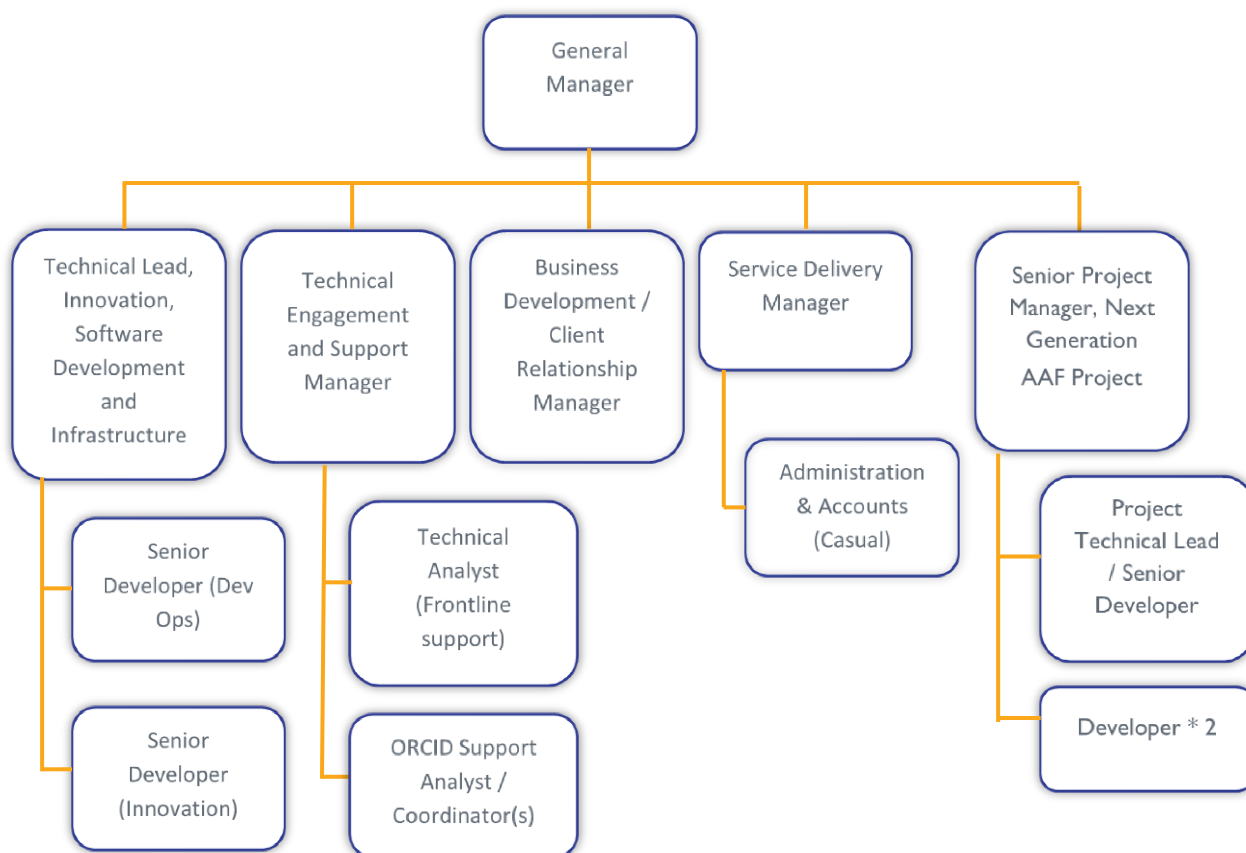 General
Manager
Technical Lead,
Innovation,
Software
Development
and
Infrastructure
Technical
Engagement
and Support
Manager
Business
Development /
Client
Relationship
Manager
Service Delivery
Manager
Senior Project
Manager, Next
Generation
AAF Project
Senior
Developer (Dev
Ops)
Senior
Developer
(Innovation)
Technical
Analyst
(Frontline
support)
ORCID Support
Analyst /
Coordinator(s)
Administration
& Accounts
(Casual)
Project
Technical Lead
/ Senior
Developer
Developer * 2